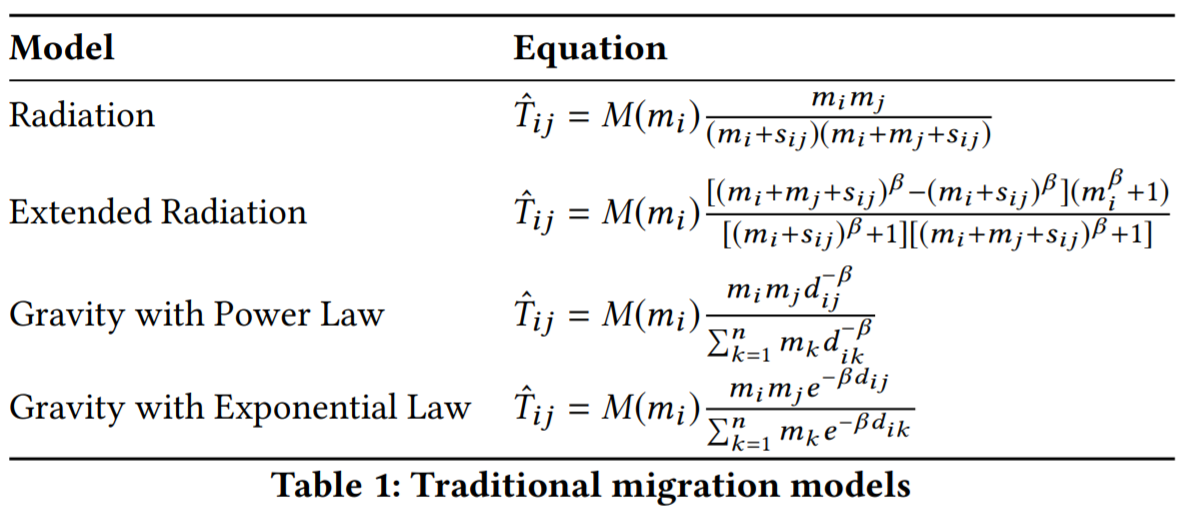 Model Equation
Radiation $\hat{T}_{ij} = M(m_i)\frac{m_i m_j}{(m_i+s_{ij})(m_i+m_j+s_{ij})}$
Extended Radiation $\hat{T}_{ij} = M(m_i)\frac{[(m_i+m_j+s_{ij})^{\beta}-(m_i+s_{ij})^{\beta}](m_i^{\beta}+1)}{[(m_i+s_{ij})^{\beta}+1][(m_i+m_j+s_{ij})^{\beta}+1]}$
Gravity with Power Law $\hat{T}_{ij} = M(m_i)\frac{m_i m_j d_{ij}^{-\beta}}{\sum_{k=1}^{n} m_k d_{ik}^{-\beta}}$
Gravity with Exponential Law $\hat{T}_{ij} = M(m_i)\frac{m_i m_j e^{-\beta d_{ij}}}{\sum_{k=1}^{n} m_k e^{-\beta d_{ik}}}$
Table 1: Traditional migration models